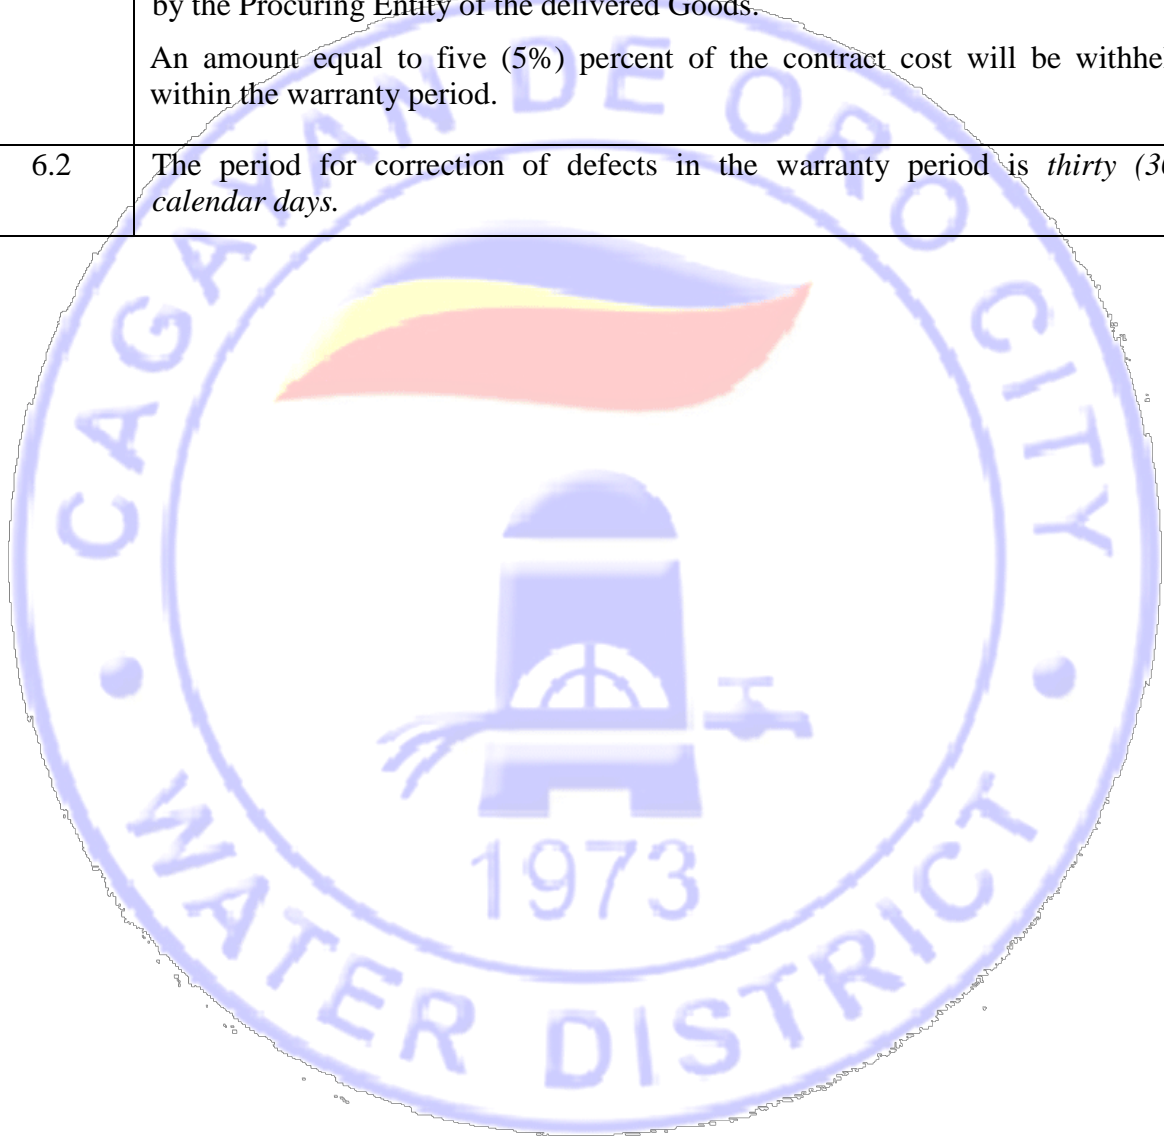 by the Procuring Entity of the delivered Goods.
An amount equal to five (5%) percent of the contract cost will be
within the warranty period.
6.2 The period for correction of defects in the warranty period is thirty
calendar days.
CAGAYAN DE ORO CITY
1973
WATER DISTRICT